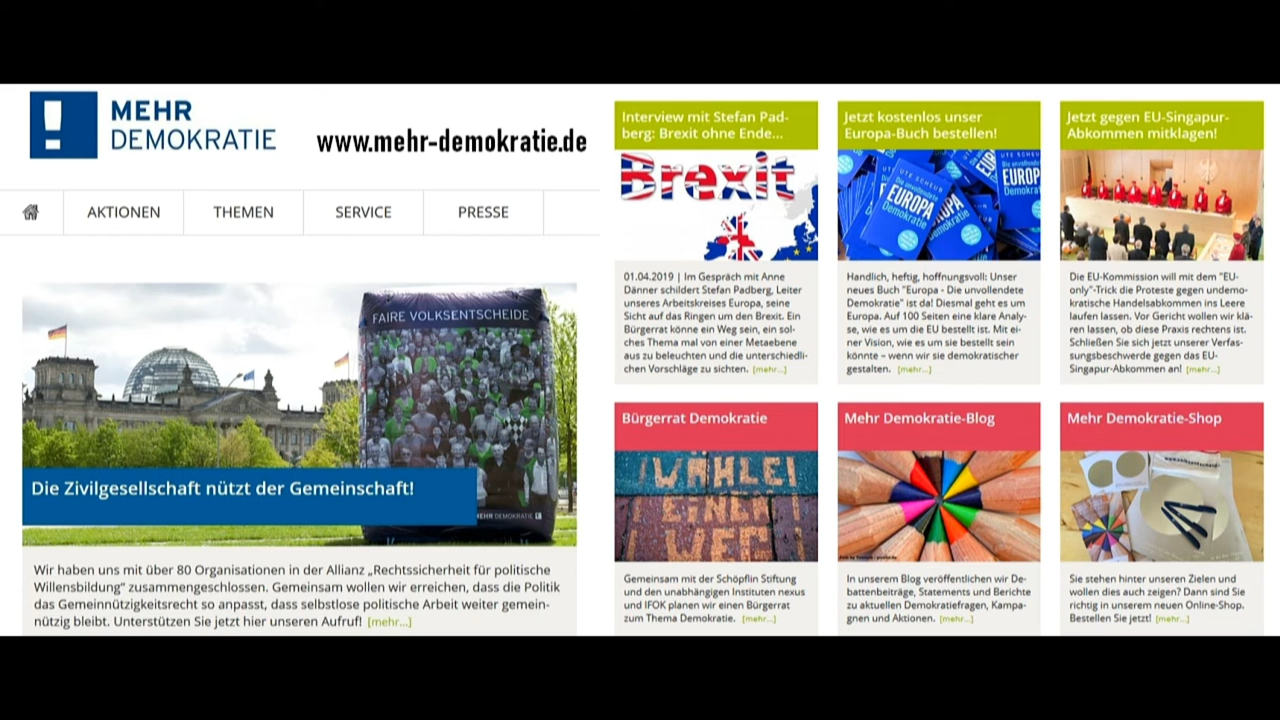 MEHR
DEMOKRATIE
www.mehr-demokratie.de
AKTIONEN
THEMEN
SERVICE
PRESSE
FAIRE VOLKSENTSCHEIDE
MEHR DEMOKRATIE
Die Zivilgesellschaft nützt der Gemeinschaft!
Wir haben uns mit über 80 Organisationen in der Allianz „Rechtssicherheit für politische
Willensbildung“ zusammengeschlossen. Gemeinsam wollen wir erreichen, dass die Politik
das Gemeinnützigkeitsrecht so anpasst, dass selbstlose politische Arbeit weiter gemein-
nützig bleibt. Unterstützen Sie jetzt hier unseren Aufruf! [mehr...]
Interview mit Stefan Pad-
berg: Brexit ohne Ende...
Brexit
01.04.2019 | Im Gespräch mit Anne
Dänner schildert Stefan Padberg, Leiter
unseres Arbeitskreises Europa, seine
Sicht auf das Ringen um den Brexit. Ein
Bürgerrat könne ein Weg sein, ein sol-
ches Thema mal von einer Metaebene
aus zu beleuchten und die unterschiedli-
chen Vorschläge zu sichten. [mehr...]
Jetzt kostenlos unser
Europa-Buch bestellen!
UTE SCHEUB
Die unvollendete
EUROPA
Demokratie
Handlich, heftig, hoffnungsvoll: Unser
neues Buch "Europa - Die unvollendete
Demokratie" ist da! Diesmal geht es um
Europa. Auf 100 Seiten eine klare Analy-
se, wie es um die EU bestellt ist. Mit ei-
ner Vision, wie es um sie bestellt sein
könnte – wenn wir sie demokratischer
gestalten. [mehr...]
Jetzt gegen EU-Singapur-
Abkommen mitklagen!
Die EU-Kommission will mit dem "EU-
only"-Trick die Proteste gegen undemo-
kratische Handelsabkommen ins Leere
laufen lassen. Vor Gericht wollen wir klä-
ren lassen, ob diese Praxis rechtens ist.
Schließen Sie sich jetzt unserer Verfas-
sungsbeschwerde gegen das EU-
Singapur-Abkommen an! [mehr...]
Bürgerrat Demokratie
WÄHLE
EINEN
WEG
Gemeinsam mit der Schöpflin Stiftung
und den unabhängigen Instituten nexus
und IFOK planen wir einen Bürgerrat
zum Thema Demokratie. [mehr...]
Mehr Demokratie-Blog
In unserem Blog veröffentlichen wir De-
battenbeiträge, Statements und Berichte
zu aktuellen Demokratiefragen, Kampa-
gnen und Aktionen. [mehr...]
Mehr Demokratie-Shop
Sie stehen hinter unseren Zielen und
wollen dies auch zeigen? Dann sind Sie
richtig in unserem neuen Online-Shop.
Bestellen Sie jetzt! [mehr...]